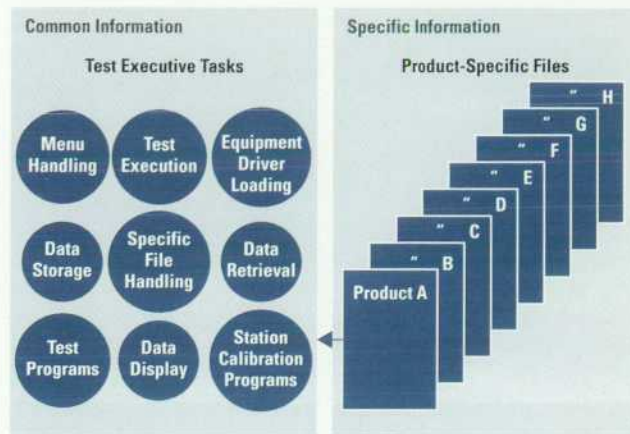 Common Information
Test Executive Tasks
Menu
Handling
Test
Execution
Equipment
Driver
Loading
Data
Storage
Specific
File
Handling
Data
Retrieval
Test
Programs
Data
Display
Station
Calibration
Programs
Specific Information
Product-Specific Files
" H
" G
" F
" E
" D
" C
" B
Product A